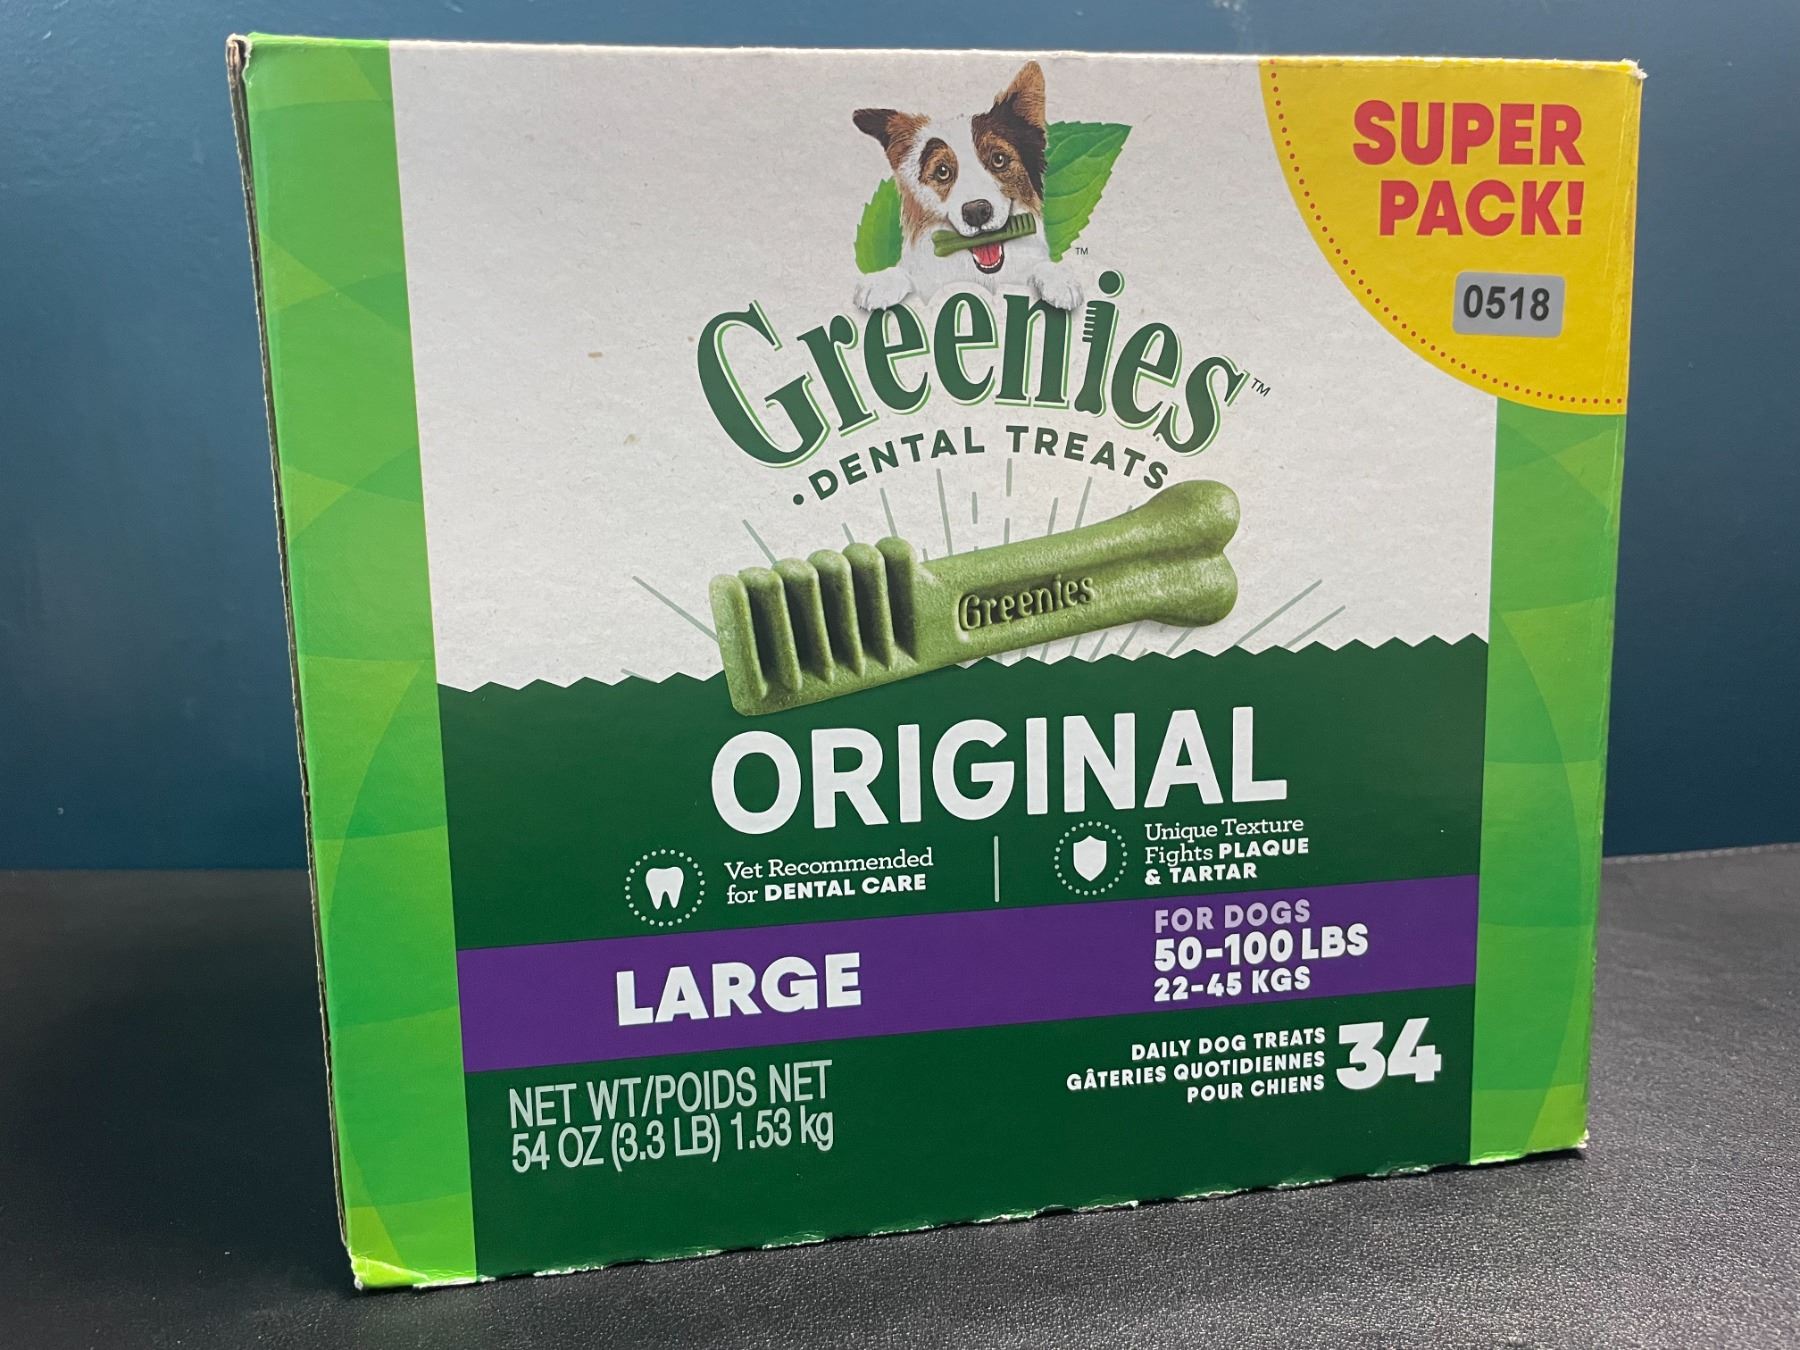 SUPER
PACK!
0518
TM
Greenies™
•DENTAL TREATS
Greenies
ORIGINAL
Vet Recommended
for DENTAL CARE
Unique Texture
Fights PLAQUE
& TARTAR
LARGE
FOR DOGS
50-100 LBS
22-45 KGS
NET WT/POIDS NET
54 OZ (3.3 LB) 1.53 kg
DAILY DOG TREATS
GÂTERIES QUOTIDIENNES
POUR CHIENS
34